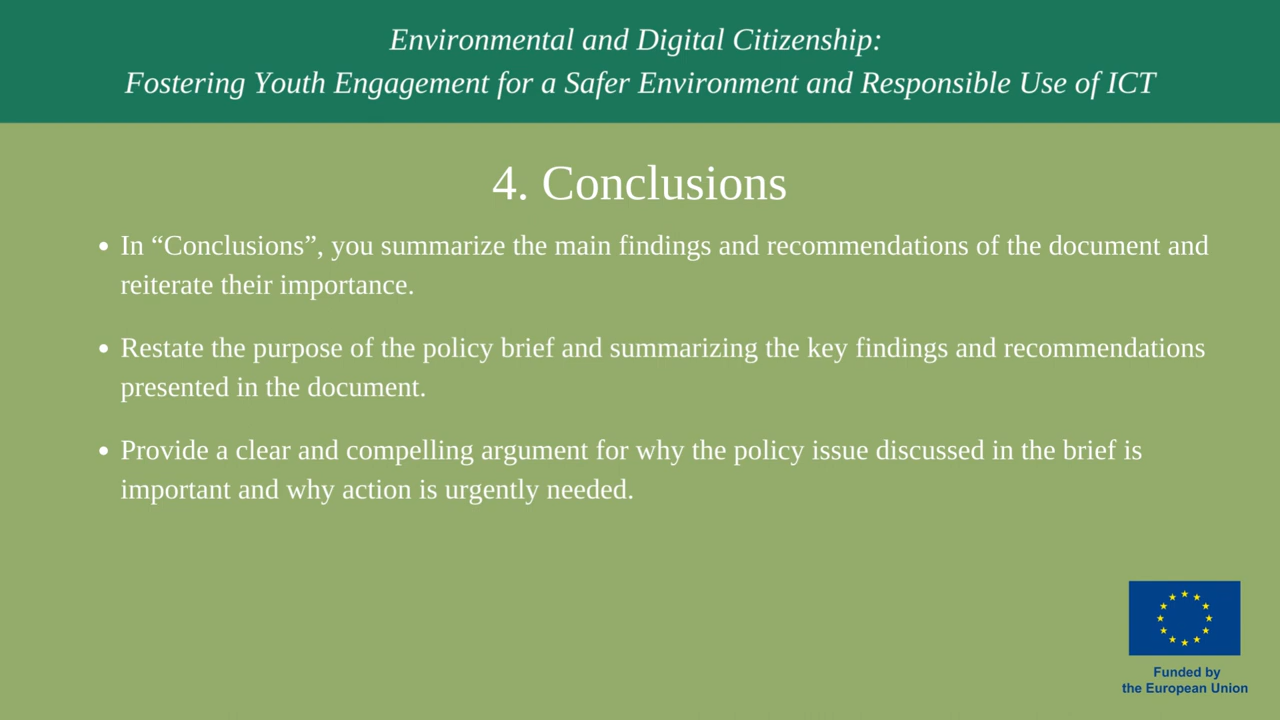 Environmental and Digital Citizenship:
Fostering Youth Engagement for a Safer Environment and Responsible Use of ICT
4. Conclusions
• In “Conclusions”, you summarize the main findings and recommendations of the document and
reiterate their importance.
• Restate the purpose of the policy brief and summarizing the key findings and recommendations
presented in the document.
• Provide a clear and compelling argument for why the policy issue discussed in the brief is
important and why action is urgently needed.
Funded by
the European Union